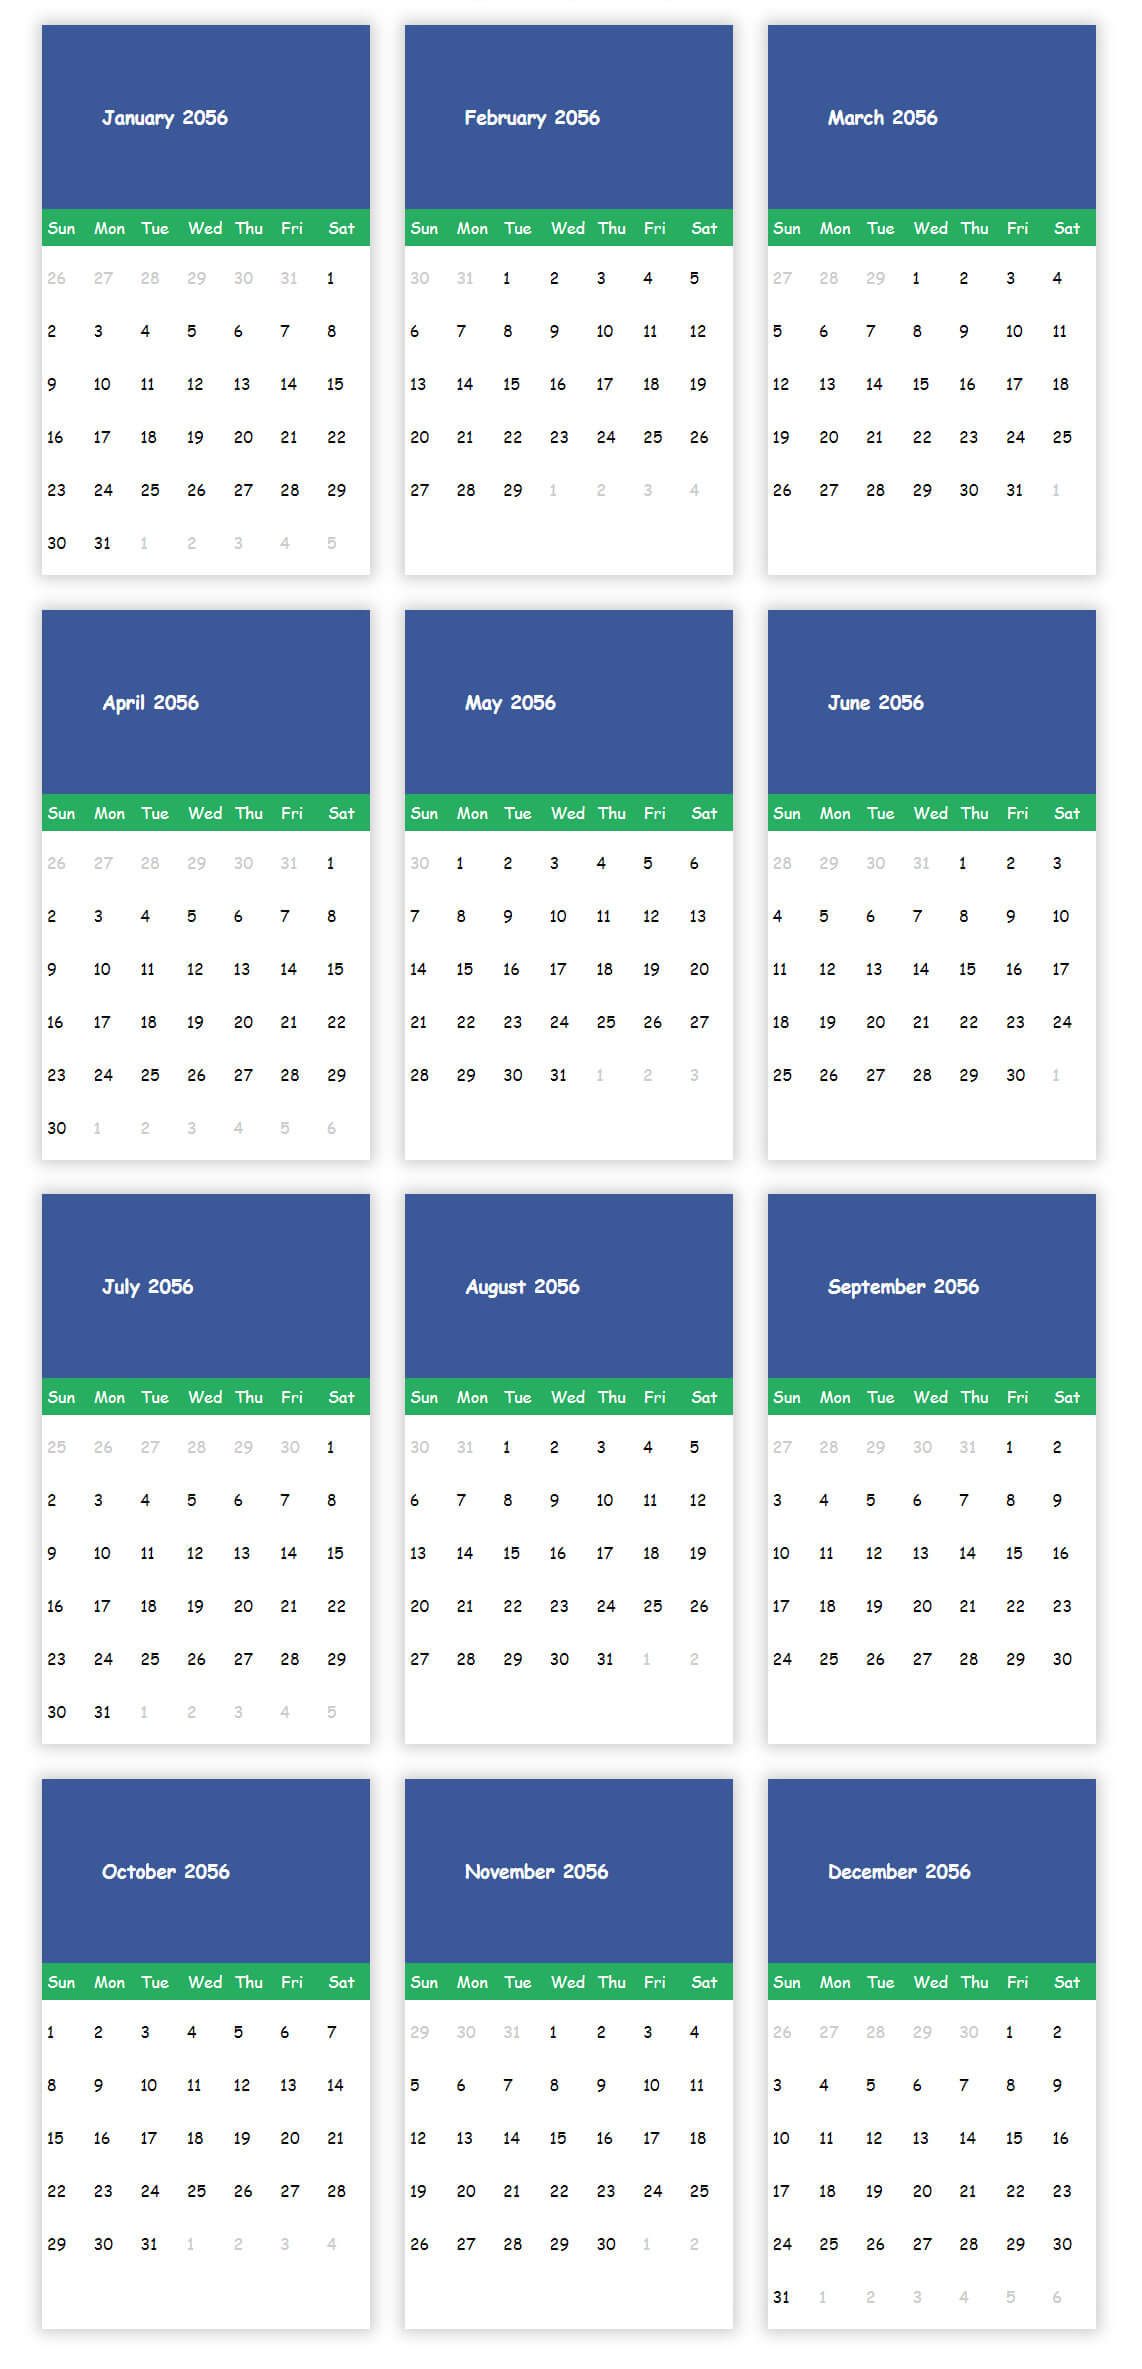 January 2056
Sun Mon Tue Wed Thu Fri Sat
26 27 28 29 30 31 1
2 3 4 5 6 7 8
9 10 11 12 13 14 15
16 17 18 19 20 21 22
23 24 25 26 27 28 29
30 31 1 2 3 4 5
February 2056
Sun Mon Tue Wed Thu Fri Sat
30 31 1 2 3 4 5
6 7 8 9 10 11 12
13 14 15 16 17 18 19
20 21 22 23 24 25 26
27 28 29 1 2 3 4
March 2056
Sun Mon Tue Wed Thu Fri Sat
27 28 29 1 2 3 4
5 6 7 8 9 10 11
12 13 14 15 16 17 18
19 20 21 22 23 24 25
26 27 28 29 30 31 1
April 2056
Sun Mon Tue Wed Thu Fri Sat
26 27 28 29 30 31 1
2 3 4 5 6 7 8
9 10 11 12 13 14 15
16 17 18 19 20 21 22
23 24 25 26 27 28 29
30 1 2 3 4 5 6
May 2056
Sun Mon Tue Wed Thu Fri Sat
30 1 2 3 4 5 6
7 8 9 10 11 12 13
14 15 16 17 18 19 20
21 22 23 24 25 26 27
28 29 30 31 1 2 3
June 2056
Sun Mon Tue Wed Thu Fri Sat
28 29 30 31 1 2 3
4 5 6 7 8 9 10
11 12 13 14 15 16 17
18 19 20 21 22 23 24
25 26 27 28 29 30 1
July 2056
Sun Mon Tue Wed Thu Fri Sat
25 26 27 28 29 30 1
2 3 4 5 6 7 8
9 10 11 12 13 14 15
16 17 18 19 20 21 22
23 24 25 26 27 28 29
30 31 1 2 3 4 5
August 2056
Sun Mon Tue Wed Thu Fri Sat
30 31 1 2 3 4 5
6 7 8 9 10 11 12
13 14 15 16 17 18 19
20 21 22 23 24 25 26
27 28 29 30 31 1 2
September 2056
Sun Mon Tue Wed Thu Fri Sat
27 28 29 30 31 1 2
3 4 5 6 7 8 9
10 11 12 13 14 15 16
17 18 19 20 21 22 23
24 25 26 27 28 29 30
October 2056
Sun Mon Tue Wed Thu Fri Sat
1 2 3 4 5 6 7
8 9 10 11 12 13 14
15 16 17 18 19 20 21
22 23 24 25 26 27 28
29 30 31 1 2 3 4
November 2056
Sun Mon Tue Wed Thu Fri Sat
29 30 31 1 2 3 4
5 6 7 8 9 10 11
12 13 14 15 16 17 18
19 20 21 22 23 24 25
26 27 28 29 30 1 2
December 2056
Sun Mon Tue Wed Thu Fri Sat
26 27 28 29 30 1 2
3 4 5 6 7 8 9
10 11 12 13 14 15 16
17 18 19 20 21 22 23
24 25 26 27 28 29 30
31 1 2 3 4 5 6